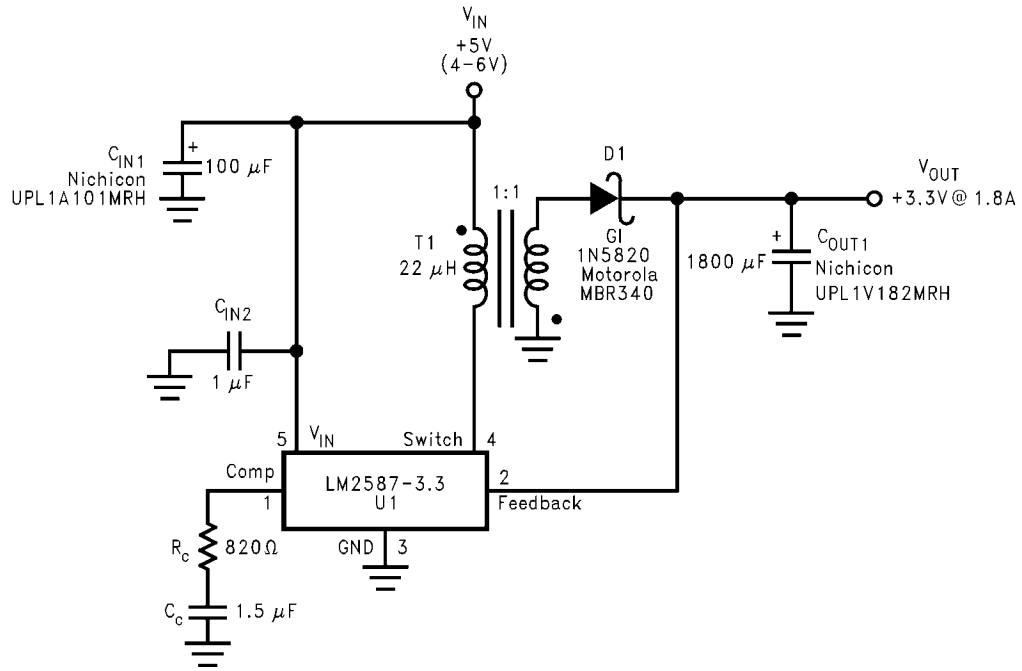 V_IN
+5V
(4-6V)
C_IN1
Nichicon
UPL1A101MRH
+
100 μF
D1
GI
1N5820
Motorola
MBR340
1:1
T1
22 μH
V_OUT
+3.3V @ 1.8A
+
1800 μF
C_OUT1
Nichicon
UPL1V182MRH
C_IN2
1 μF
5
V_IN
Switch
4
Comp
1
LM2587-3.3
U1
2
Feedback
GND
3
R_c
820Ω
C_c
1.5 μF